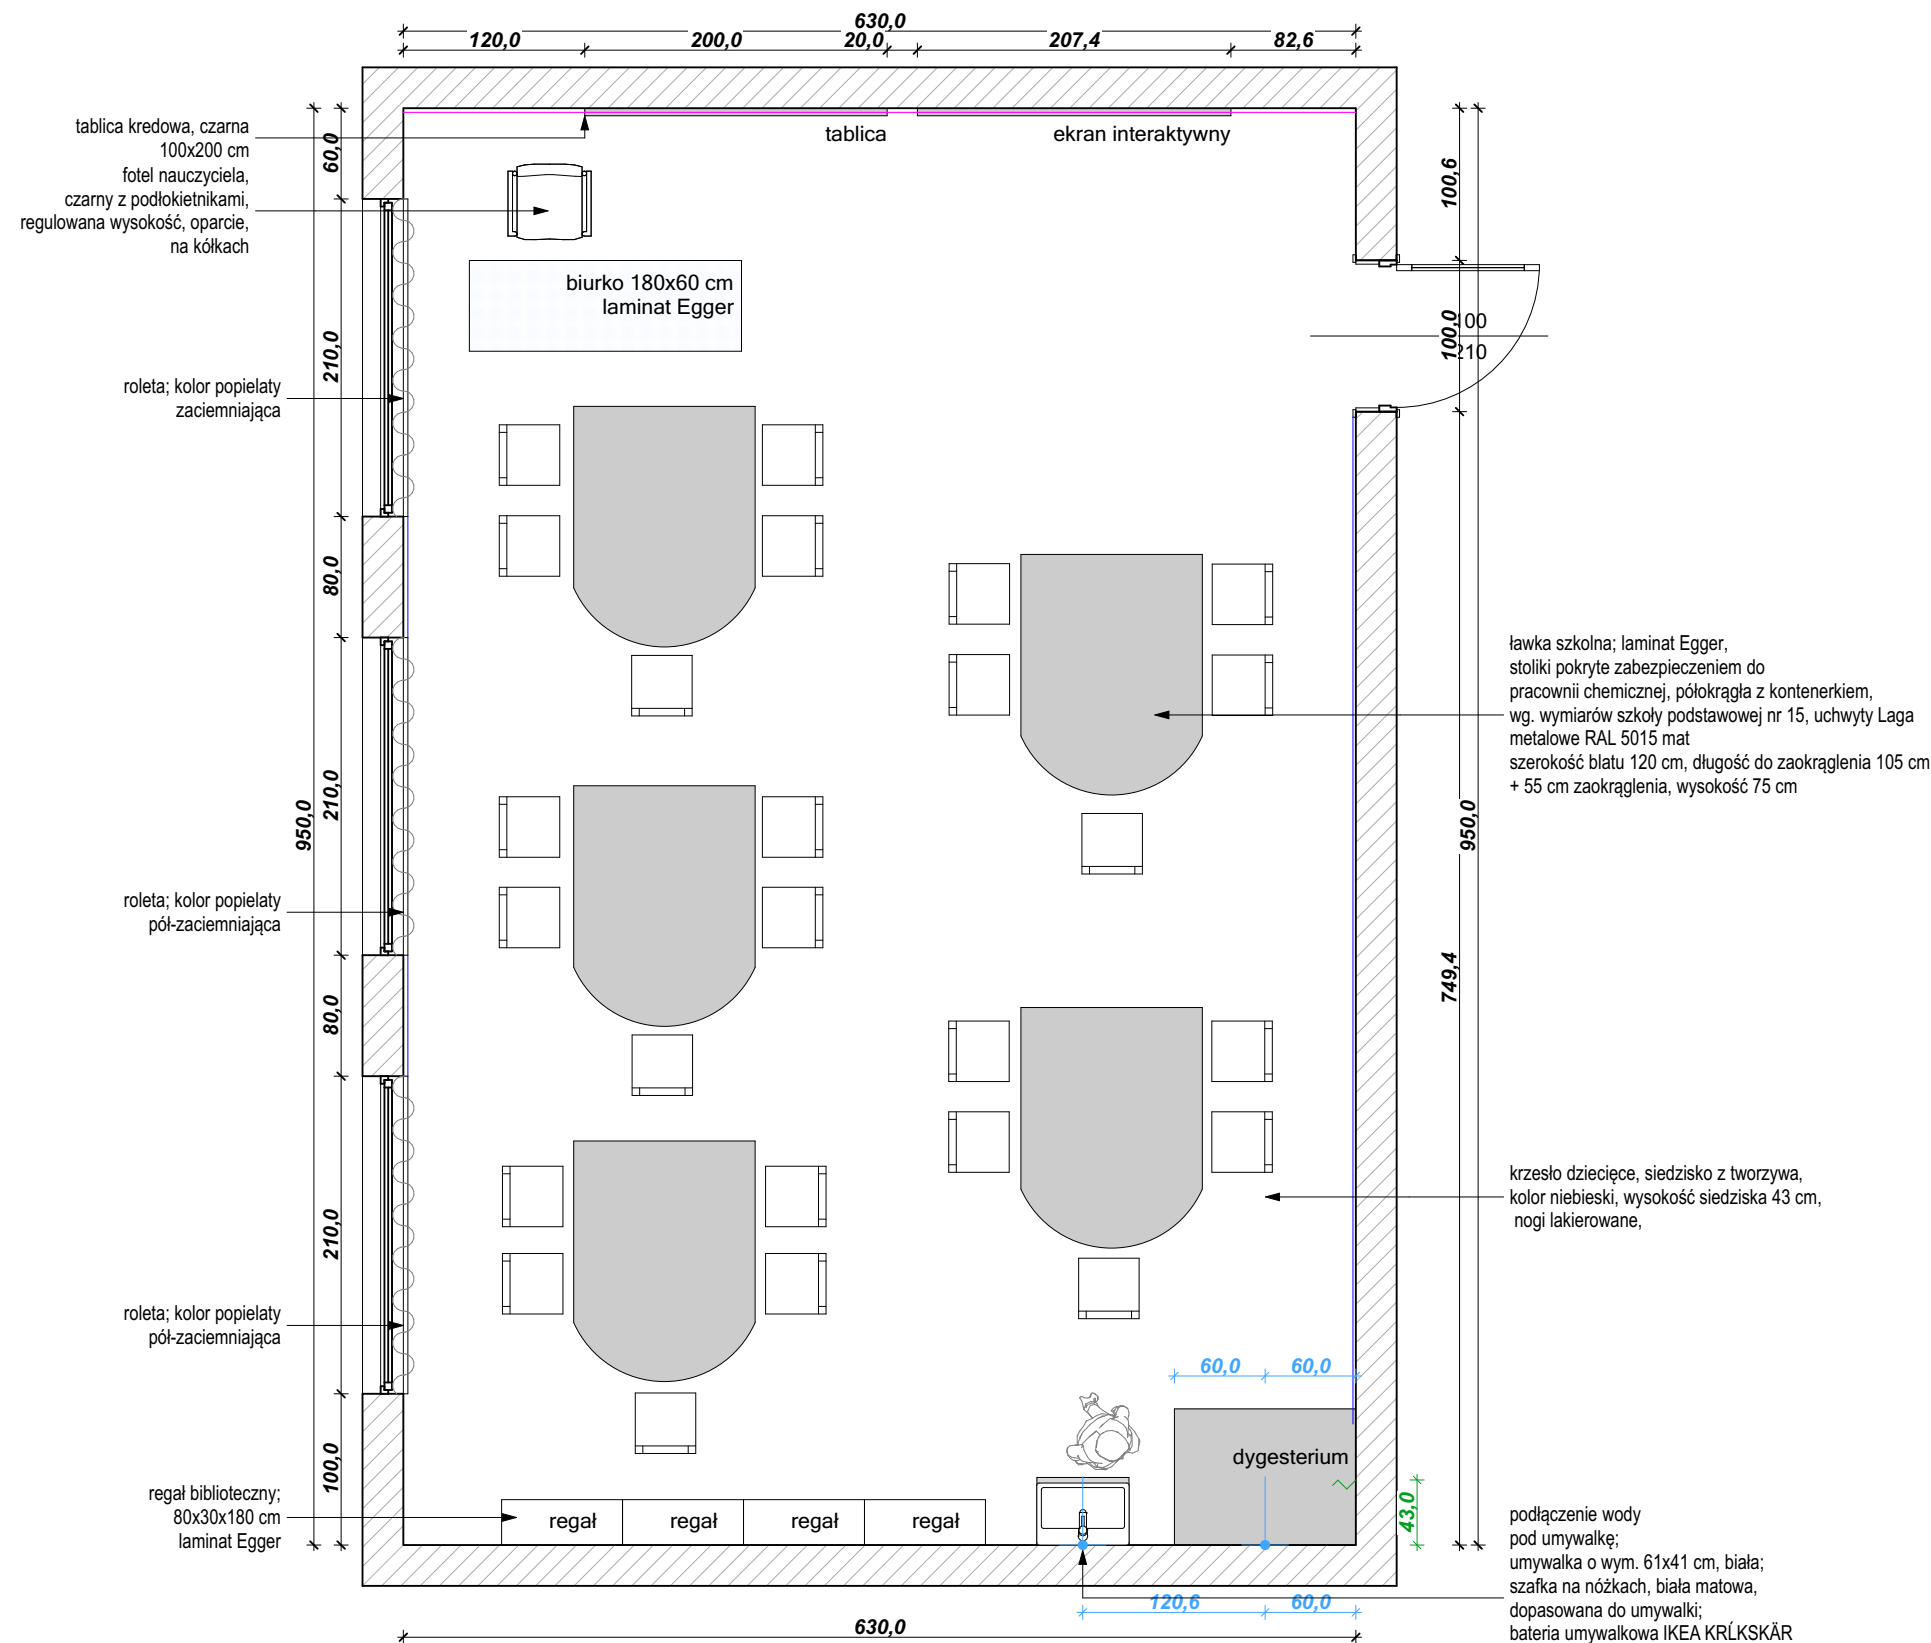 630,0
120,0
200,0
20,0
207,4
82,6
tablica kredowa, czarna
100x200 cm
fotel nauczyciela,
czarny z podłokietnikami,
regulowana wysokość, oparcie,
na kółkach
60,0
tablica
ekran interaktywny
100,6
biurko 180x60 cm
laminat Egger
210,0
100,0
100
210
roleta; kolor popielaty
zaciemniająca
80,0
ławka szkolna; laminat Egger,
stoliki pokryte zabezpieczeniem do
pracownii chemicznej, półokrągła z kontenerkiem,
wg. wymiarów szkoły podstawowej nr 15, uchwyty Laga
metalowe RAL 5015 mat
szerokość blatu 120 cm, długość do zaokrąglenia 105 cm
+ 55 cm zaokrąglenia, wysokość 75 cm
210,0
950,0
950,0
roleta; kolor popielaty
pół-zaciemniająca
749,4
80,0
krzesło dziecięce, siedzisko z tworzywa,
kolor niebieski, wysokość siedziska 43 cm,
nogi lakierowane,
210,0
roleta; kolor popielaty
pół-zaciemniająca
60,0
60,0
100,0
dygesterium
regał biblioteczny;
80x30x180 cm
laminat Egger
regał
regał
regał
regał
43,0
podłączenie wody
pod umywalkę;
umywalka o wym. 61x41 cm, biała;
szafka na nóżkach, biała matowa,
dopasowana do umywalki;
bateria umywalkowa IKEA KRĹKSKÄR
120,6
60,0
630,0